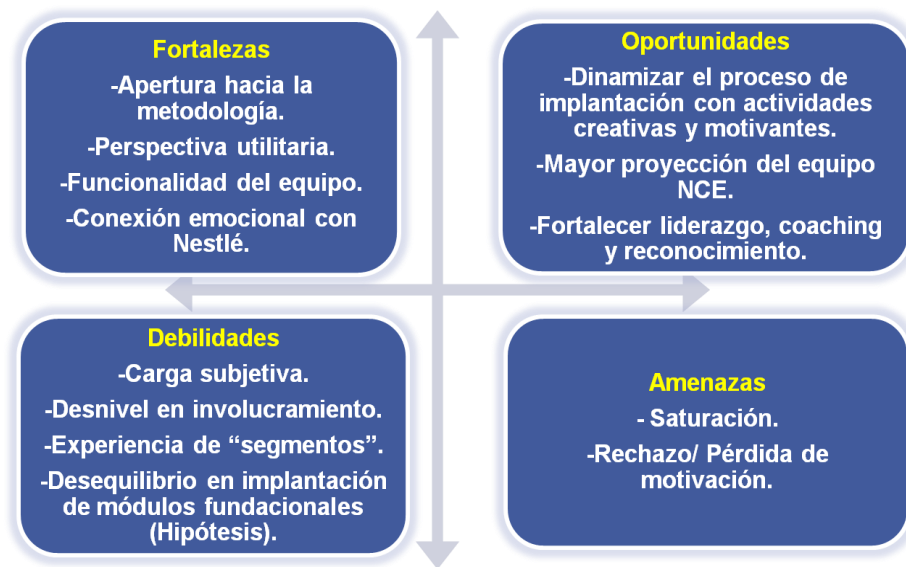 Fortalezas
-Apertura hacia la
metodología.
-Perspectiva utilitaria.
-Funcionalidad del equipo.
-Conexión emocional con
Nestlé.
Oportunidades
-Dinamizar el proceso de
implantación con actividades
creativas y motivantes.
-Mayor proyección del equipo
NCE.
-Fortalecer liderazgo, coaching
y reconocimiento.
Debilidades
-Carga subjetiva.
-Desnivel en involucramiento.
-Experiencia de “segmentos”.
-Desequilibrio en implantación
de módulos fundacionales
(Hipótesis).
Amenazas
- Saturación.
-Rechazo/ Pérdida de
motivación.